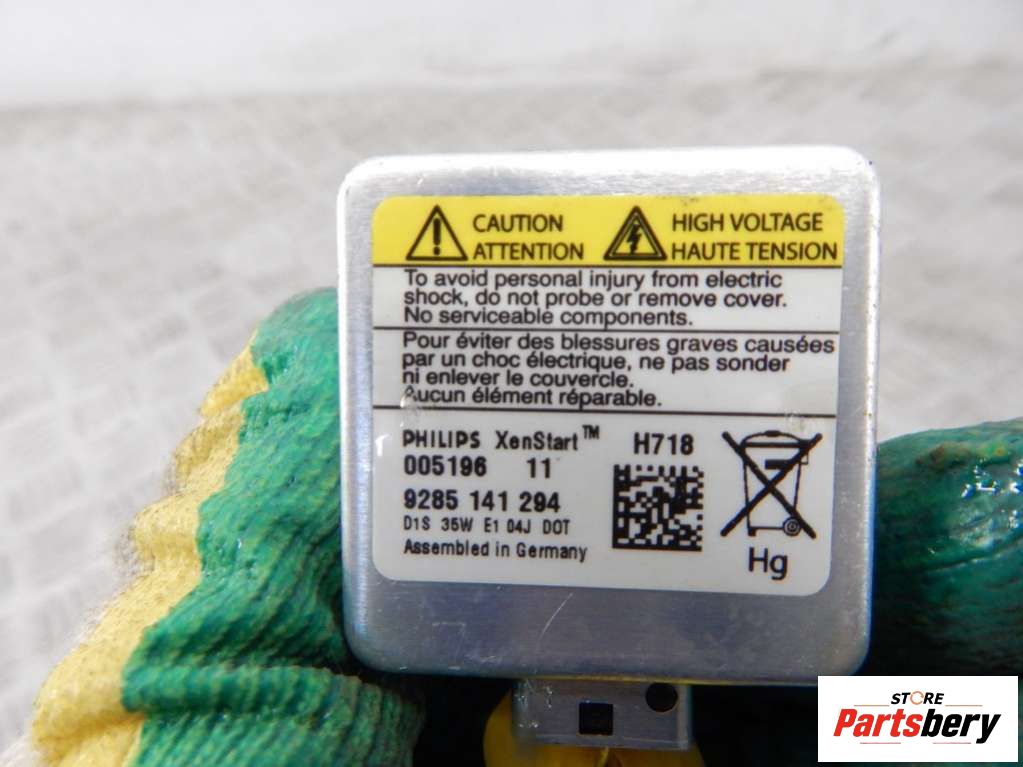 CAUTION
ATTENTION
HIGH VOLTAGE
HAUTE TENSION
To avoid personal injury from electric
shock, do not probe or remove cover.
No serviceable components.
Pour éviter des blessures graves causées
par un choc électrique, ne pas sonder
ni enlever le couvercle.
Aucun élément réparable.
PHILIPS XenStart™ H718
005196 11
9285 141 294
D1S 35W E1 04J DOT
Assembled in Germany
Hg
STORE
Partsbery